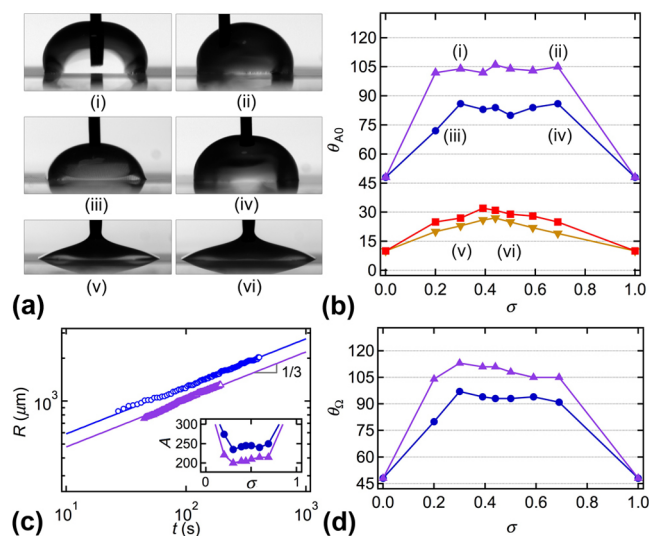 (i)
(ii)
(iii)
(iv)
(v)
(vi)
(a)
120
105
90
75
60
45
30
15
0
θA0
(i)
(ii)
(iii)
(iv)
(v)
(vi)
0.0
0.2
0.4
0.6
0.8
1.0
σ
(b)
R (μm)
10³
1/3
A
300
250
200
0
σ
1
10¹
10²
10³
t (s)
(c)
θΩ
120
105
90
75
60
45
0.0
0.2
0.4
0.6
0.8
1.0
σ
(d)